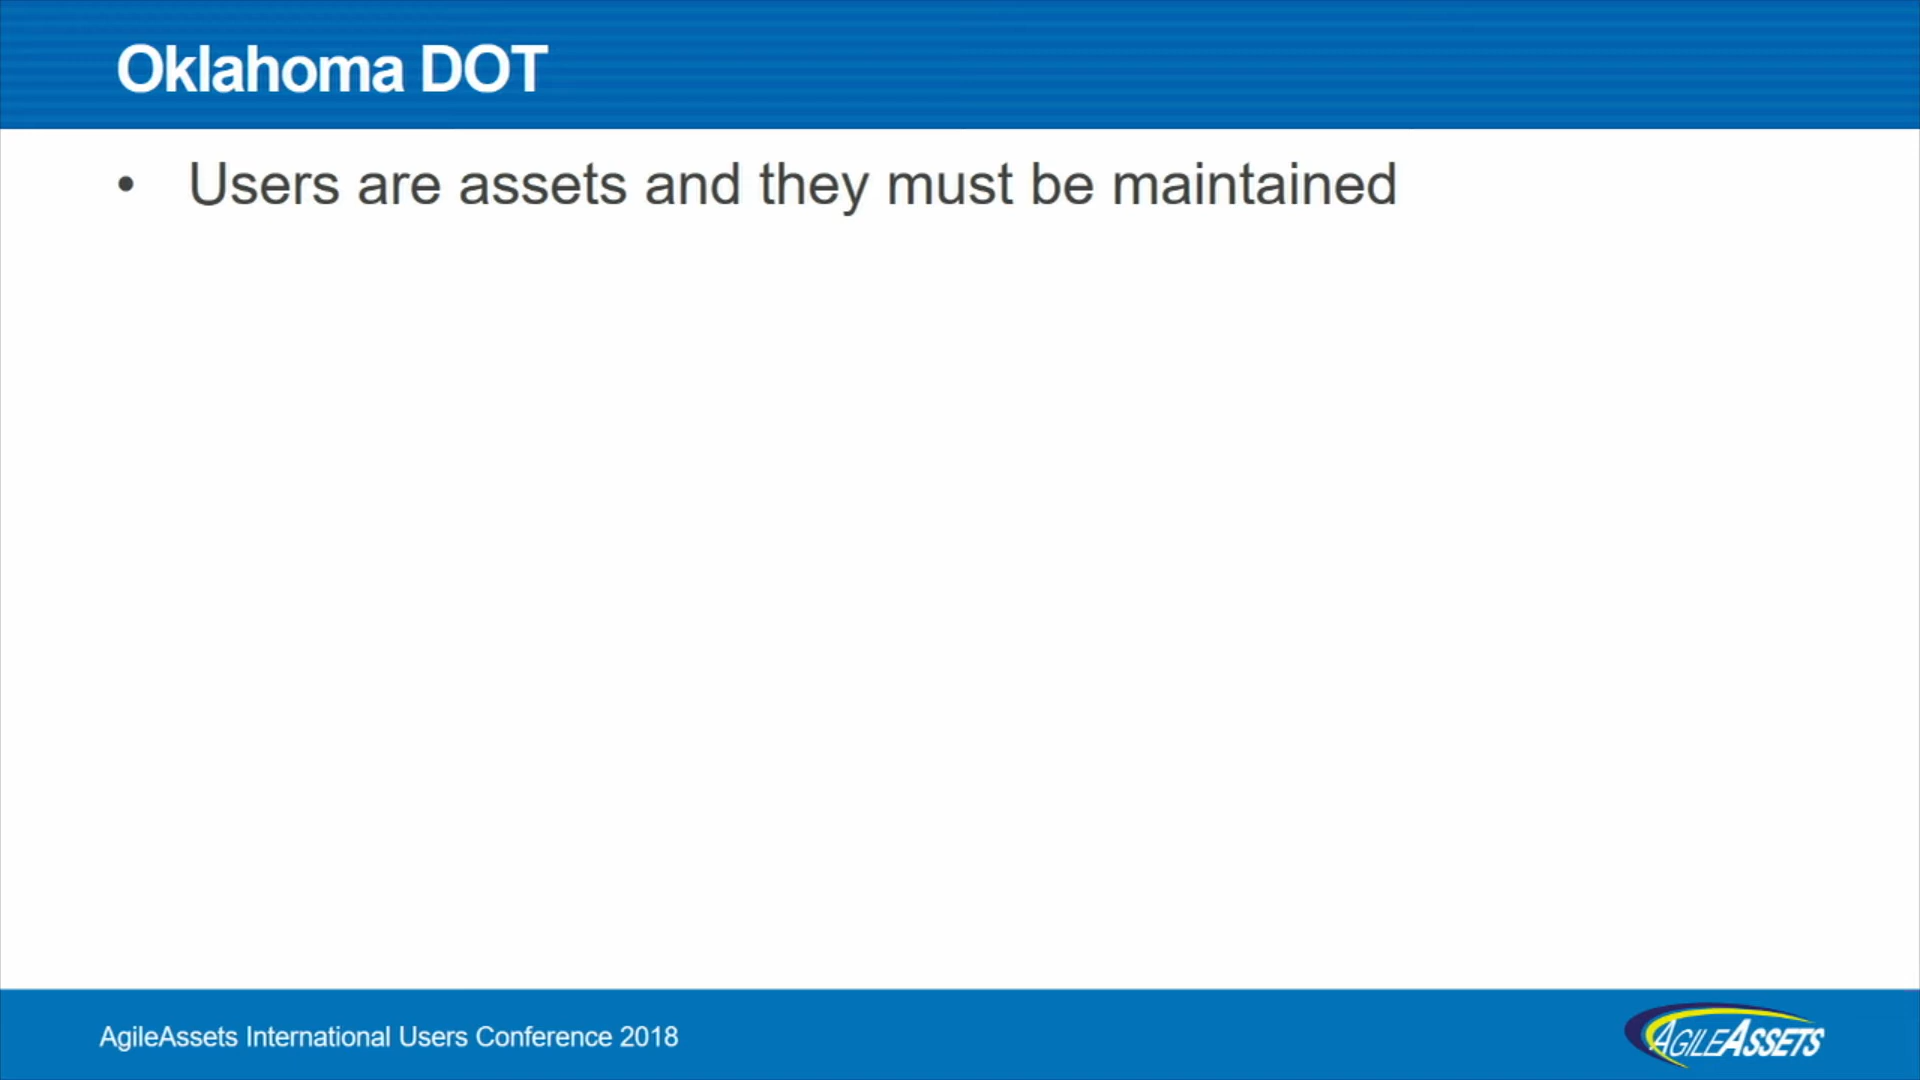 Oklahoma DOT
• Users are assets and they must be maintained
AgileAssets International Users Conference 2018
AGILEASSETS